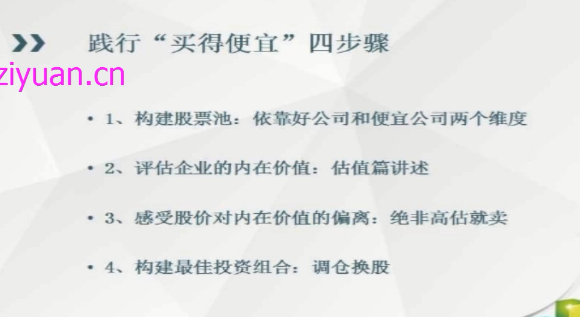 践行“买得便宜”四步骤
ziyuan.cn
• 1、构建股票池：依靠好公司和便宜公司两个维度
• 2、评估企业的内在价值：估值篇讲述
• 3、感受股价对内在价值的偏离：绝非高估就卖
• 4、构建最佳投资组合：调仓换股